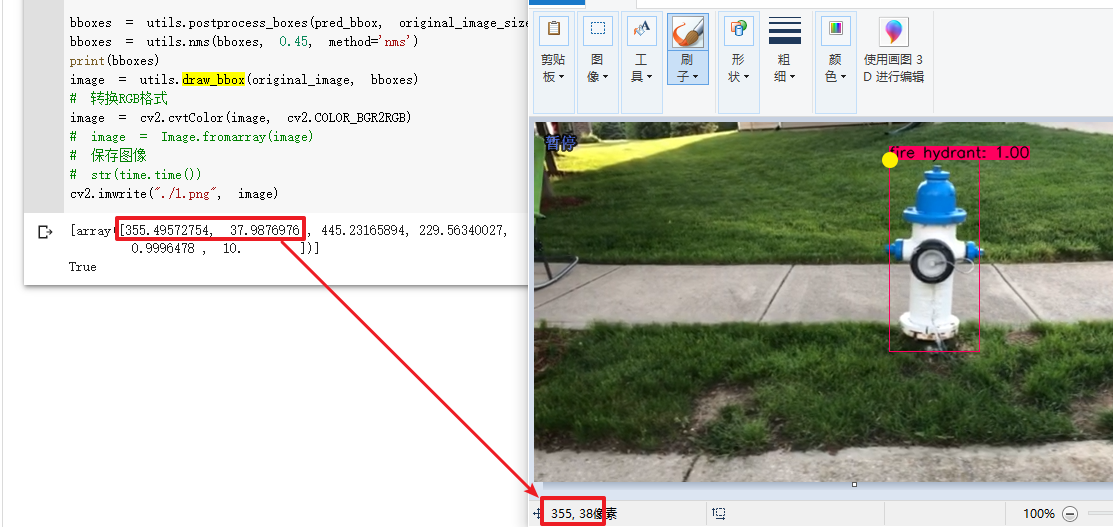 bboxes = utils.postprocess_boxes(pred_bbox, original_image_size
bboxes = utils.nms(bboxes, 0.45, method='nms')
print(bboxes)
image = utils.draw_bbox(original_image, bboxes)
# 转换RGB格式
image = cv2.cvtColor(image, cv2.COLOR_BGR2RGB)
# image = Image.fromarray(image)
# 保存图像
# str(time.time())
cv2.imwrite("./1.png", image)
[array([355.49572754, 37.9876976, 445.23165894, 229.56340027,
0.9996478 , 10. ])]
True
剪贴
板
图
像
工
具
刷
子
形
状
粗
细
颜
色
使用画图 3
D 进行编辑
暂停
fire hydrant: 1.00
355, 38像素
100%